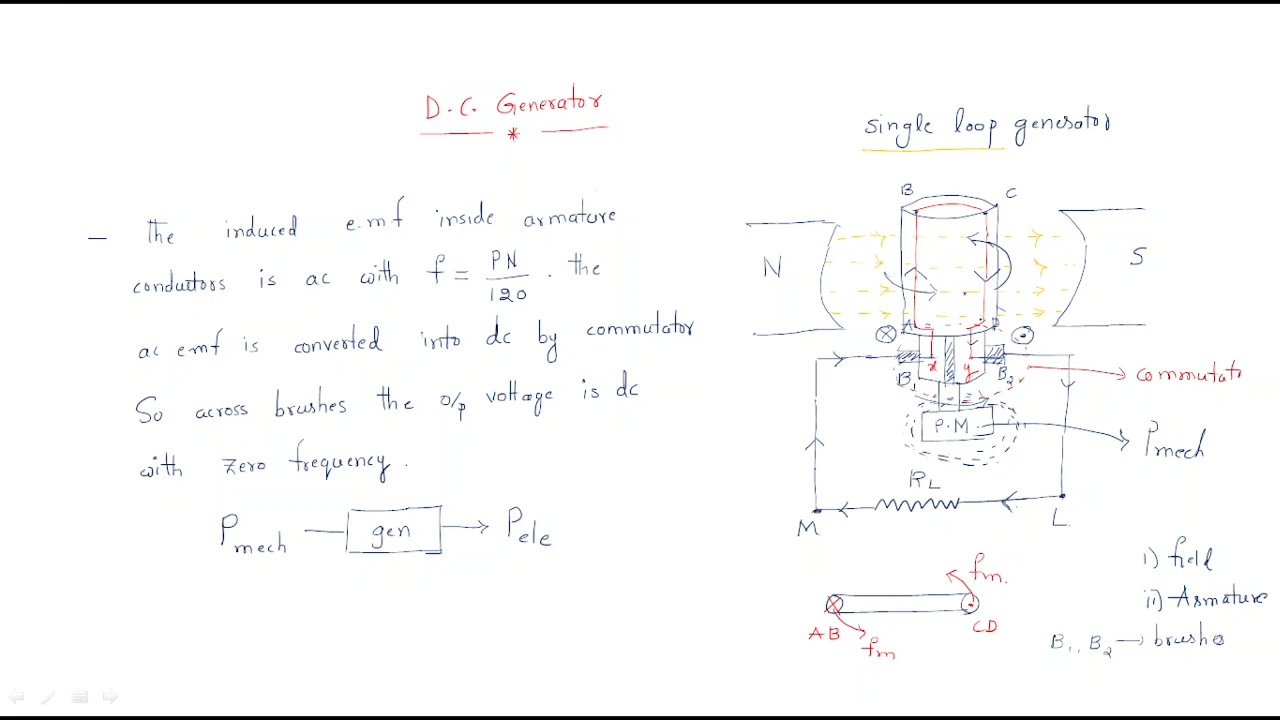 D.C. Generator
*
single loop generator
— The induced e.m.f inside armature
conductors is ac with f = PN/120 . the
ac emf is converted into dc by commutator
So across brushes the o/p voltage is dc
with zero frequency.
Pmech — gen → Pele
B C
N S
A D
x y
B1 B2
commutato
P.M
Pmech
RL
M L
fm.
AB CD
fm
i) field
ii) Armature
B1, B2 → brushe